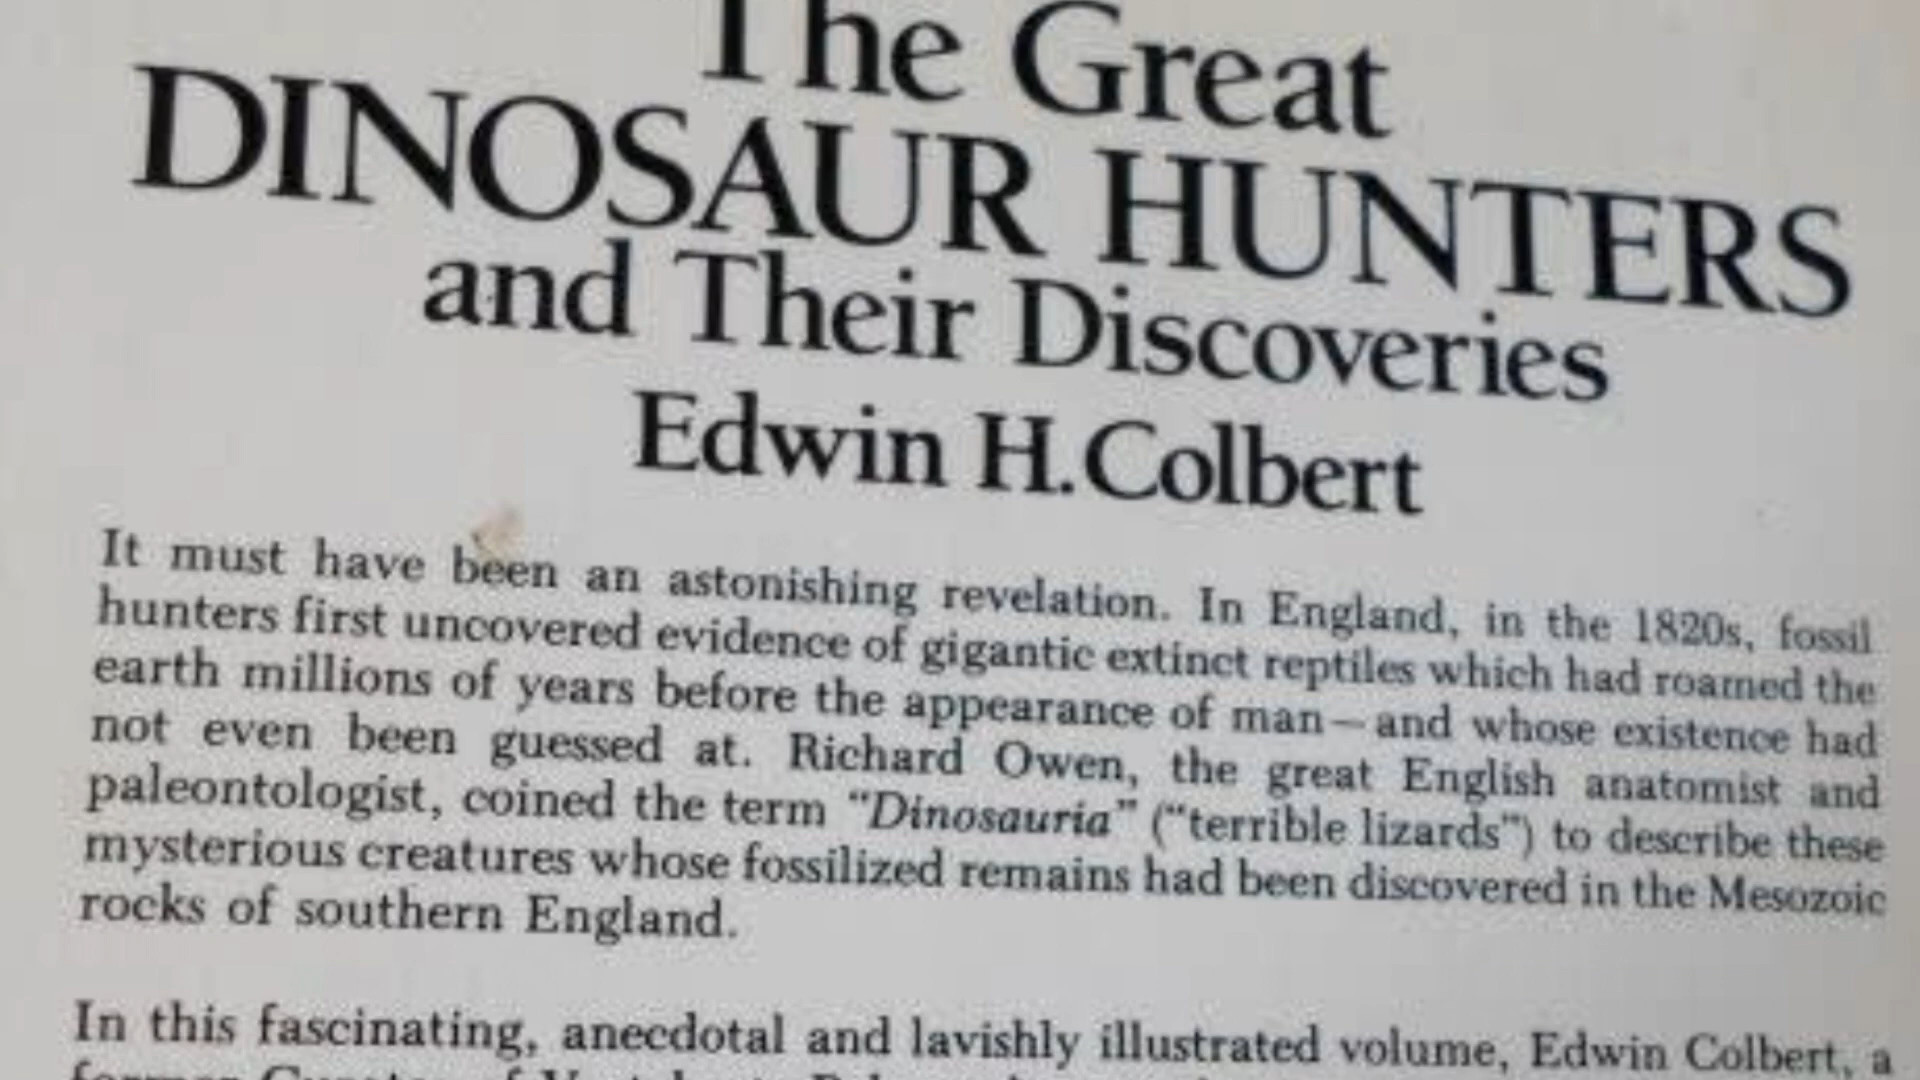 The Great
DINOSAUR HUNTERS
and Their Discoveries
Edwin H. Colbert
It must have been an astonishing revelation. In England, in the 1820s, fossil
hunters first uncovered evidence of gigantic extinct reptiles which had roamed the
earth millions of years before the appearance of man—and whose existence had
not even been guessed at. Richard Owen, the great English anatomist and
paleontologist, coined the term “Dinosauria” (“terrible lizards”) to describe these
mysterious creatures whose fossilized remains had been discovered in the Mesozoic
rocks of southern England.
In this fascinating, anecdotal and lavishly illustrated volume, Edwin Colbert, a